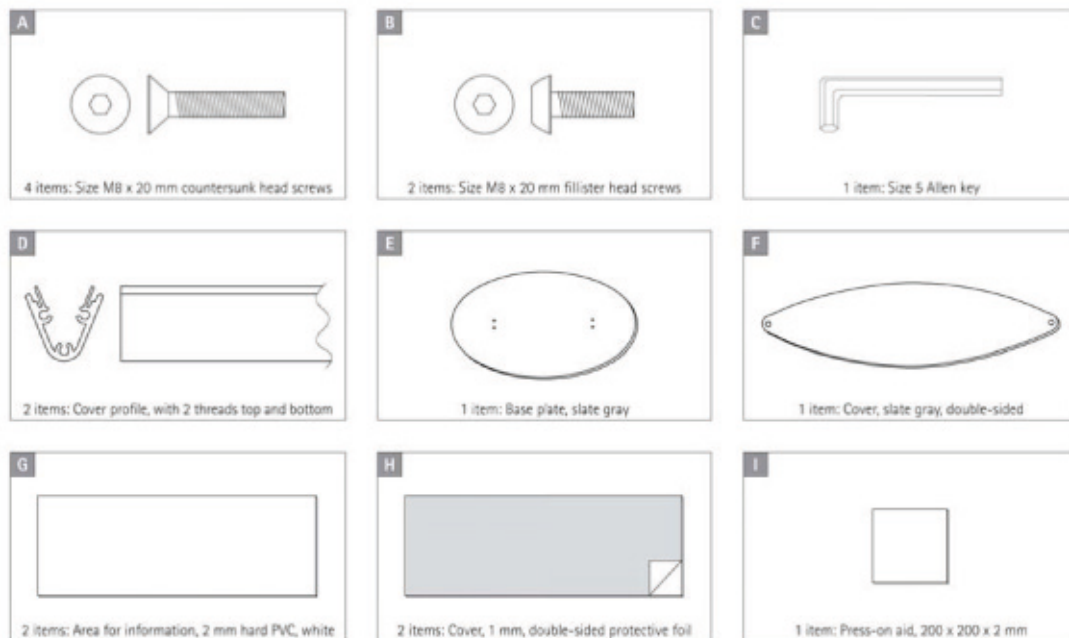 A
4 items: Size M8 x 20 mm countersunk head screws
B
2 items: Size M8 x 20 mm fillister head screws
C
1 item: Size 5 Allen key
D
2 items: Cover profile, with 2 threads top and bottom
E
1 item: Base plate, slate gray
F
1 item: Cover, slate gray, double-sided
G
2 items: Area for information, 2 mm hard PVC, white
H
2 items: Cover, 1 mm, double-sided protective foil
I
1 item: Press-on aid, 200 x 200 x 2 mm